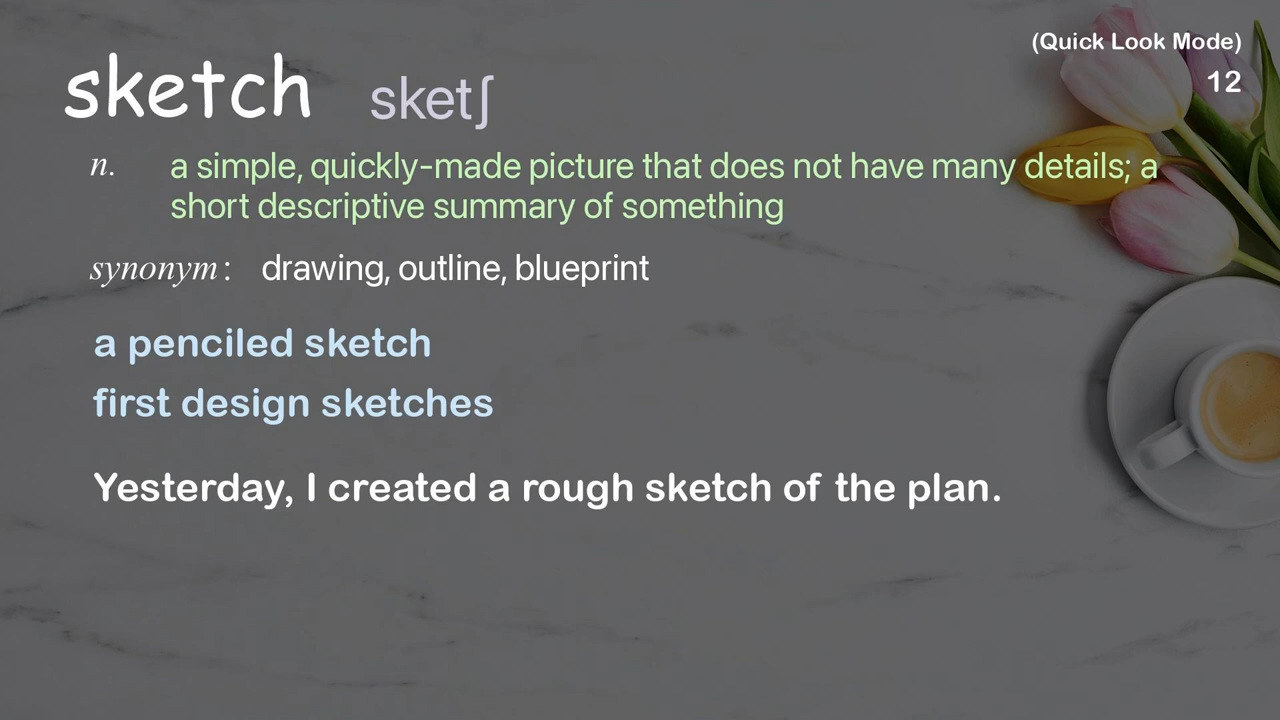 (Quick Look Mode)
12
sketch sketʃ
n. a simple, quickly-made picture that does not have many details; a
short descriptive summary of something
synonym: drawing, outline, blueprint
a penciled sketch
first design sketches
Yesterday, I created a rough sketch of the plan.